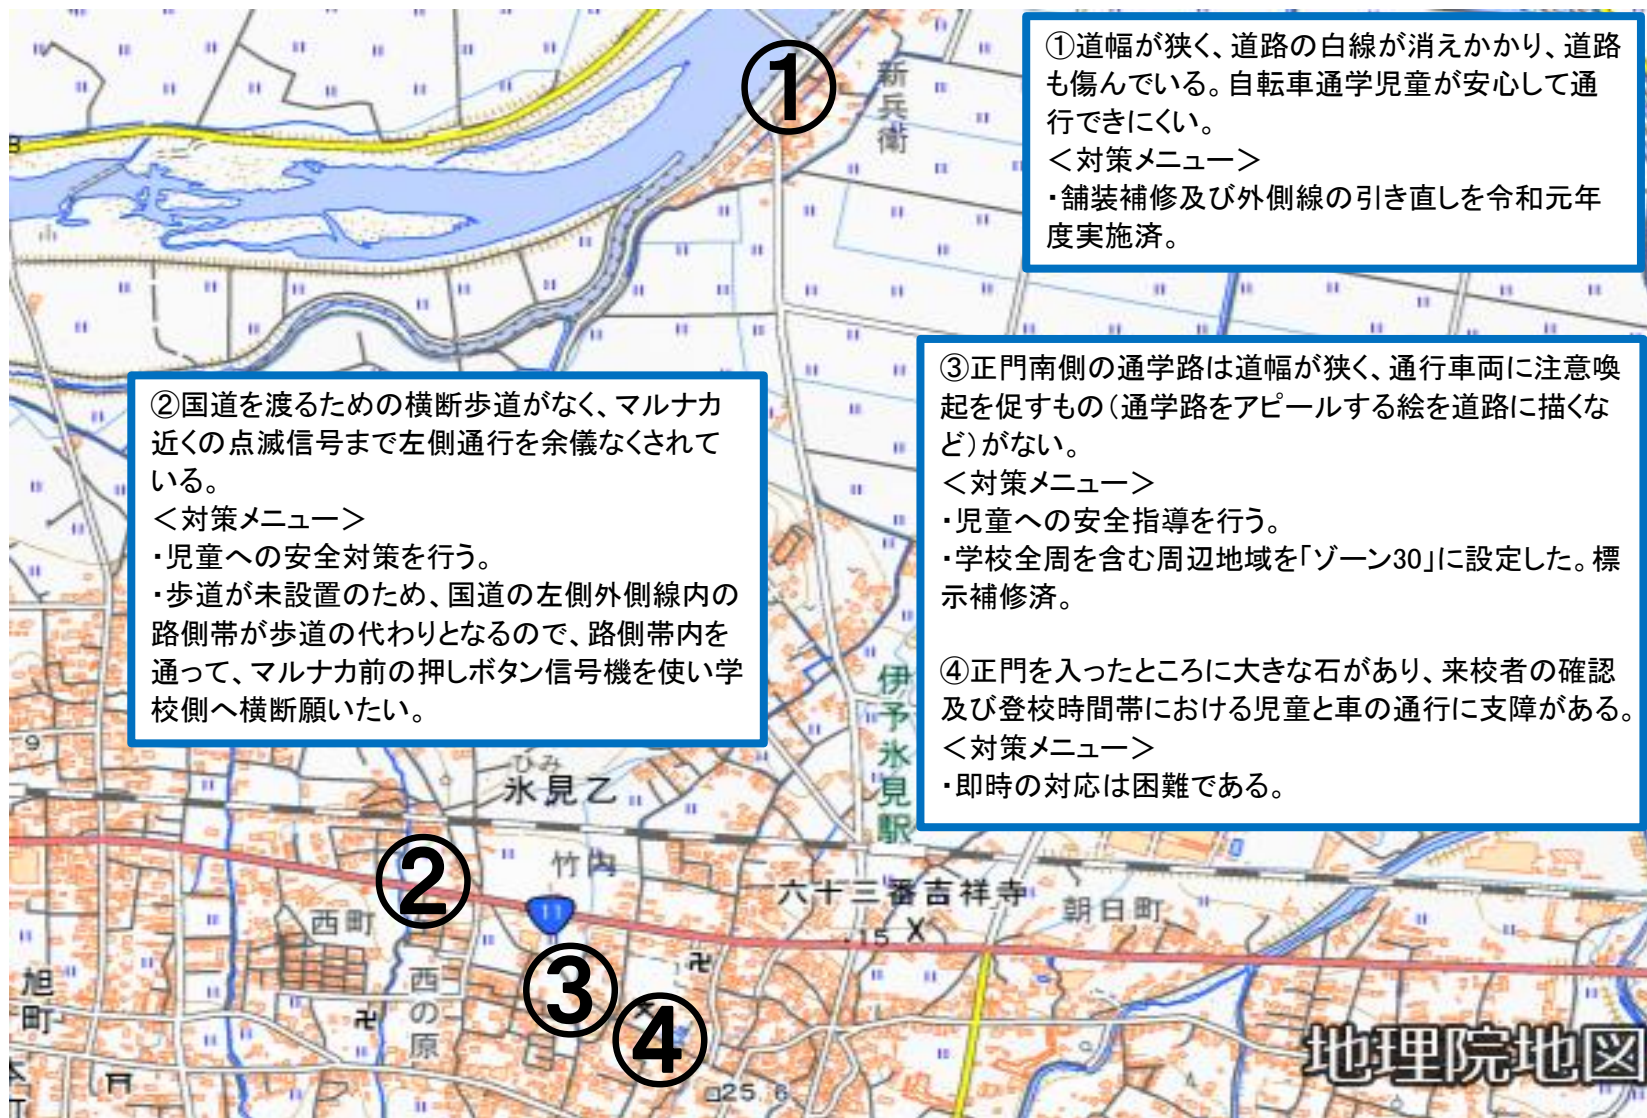 ①道幅が狭く、道路の白線が消えかかり、道路
も傷んでいる。自転車通学児童が安心して通
行できにくい。
＜対策メニュー＞
・舗装補修及び外側線の引き直しを令和元年
度実施済。
①
新兵衛
②国道を渡るための横断歩道がなく、マルナカ
近くの点滅信号まで左側通行を余儀なくされて
いる。
＜対策メニュー＞
・児童への安全対策を行う。
・歩道が未設置のため、国道の左側外側線内の
路側帯が歩道の代わりとなるので、路側帯内を
通って、マルナカ前の押しボタン信号機を使い学
校側へ横断願いたい。
③正門南側の通学路は道幅が狭く、通行車両に注意喚
起を促すもの（通学路をアピールする絵を道路に描くな
ど）がない。
＜対策メニュー＞
・児童への安全指導を行う。
・学校全周を含む周辺地域を「ゾーン30」に設定した。標
示補修済。
④正門を入ったところに大きな石があり、来校者の確認
及び登校時間帯における児童と車の通行に支障がある。
＜対策メニュー＞
・即時の対応は困難である。
伊予氷見駅
ひみ
氷見乙
竹内
②
11
西町
六十三番吉祥寺
朝日町
15
③
④
西の原
旭町
25.6
地理院地図